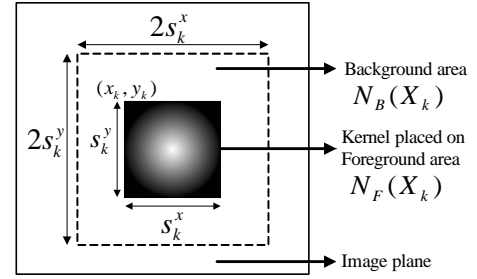 2s_k^x
Background area
N_B(X_k)
(x_k, y_k)
2s_k^y
s_k^y
Kernel placed on
Foreground area
N_F(X_k)
s_k^x
Image plane